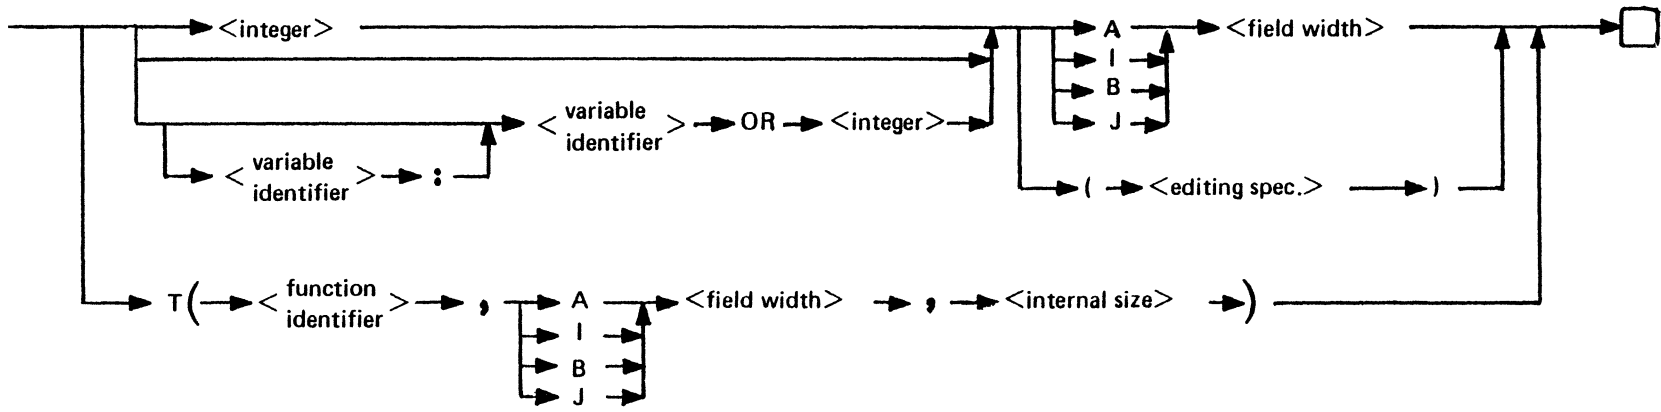 <integer> A <field width>
I
B
<variable identifier> OR <integer> J
<variable identifier> :
( <editing spec.> )
T( <function identifier> , A <field width> , <internal size> )
I
B
J